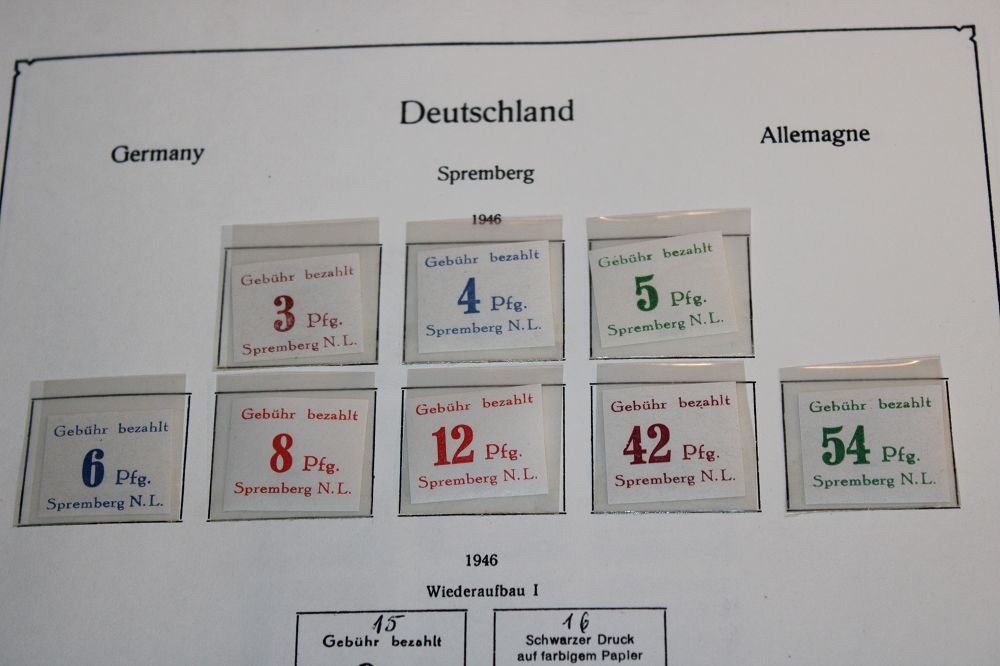 Deutschland
Germany
Allemagne
Spremberg
1946
Gebühr bezahlt
3 Pfg.
Spremberg N.L.
Gebühr bezahlt
4 Pfg.
Spremberg N.L.
Gebühr bezahlt
5 Pfg.
Spremberg N.L.
Gebühr bezahlt
6 Pfg.
Spremberg N.L.
Gebühr bezahlt
8 Pfg.
Spremberg N.L.
Gebühr bezahlt
12 Pfg.
Spremberg N.L.
Gebühr bezahlt
42 Pfg.
Spremberg N.L.
Gebühr bezahlt
54 Pfg.
Spremberg N.L.
1946
Wiederaufbau I
15
Gebühr bezahlt
16
Schwarzer Druck
auf farbigem Papier